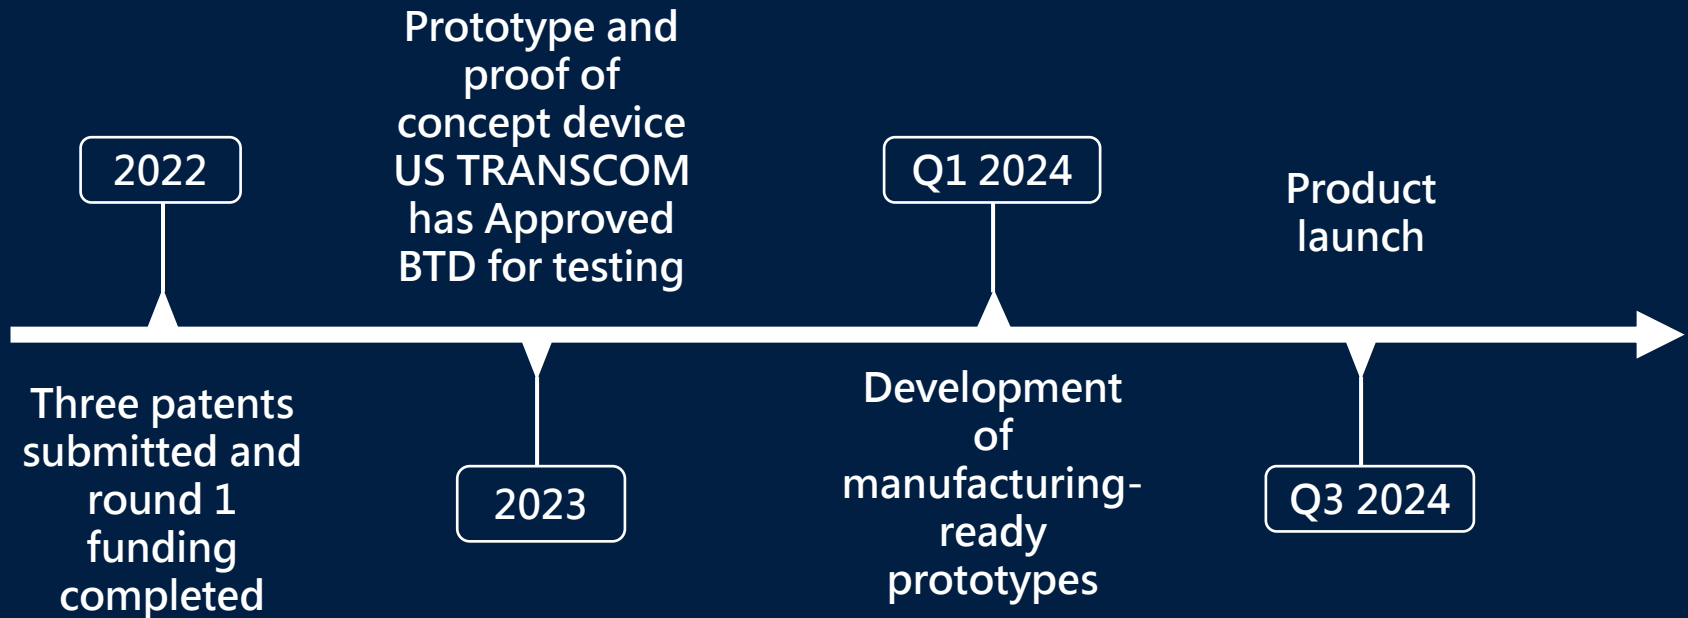 2022
Three patents
submitted and
round 1
funding
completed
Prototype and
proof of
concept device
US TRANSCOM
has Approved
BTD for testing
2023
Q1 2024
Development
of
manufacturing-
ready
prototypes
Product
launch
Q3 2024